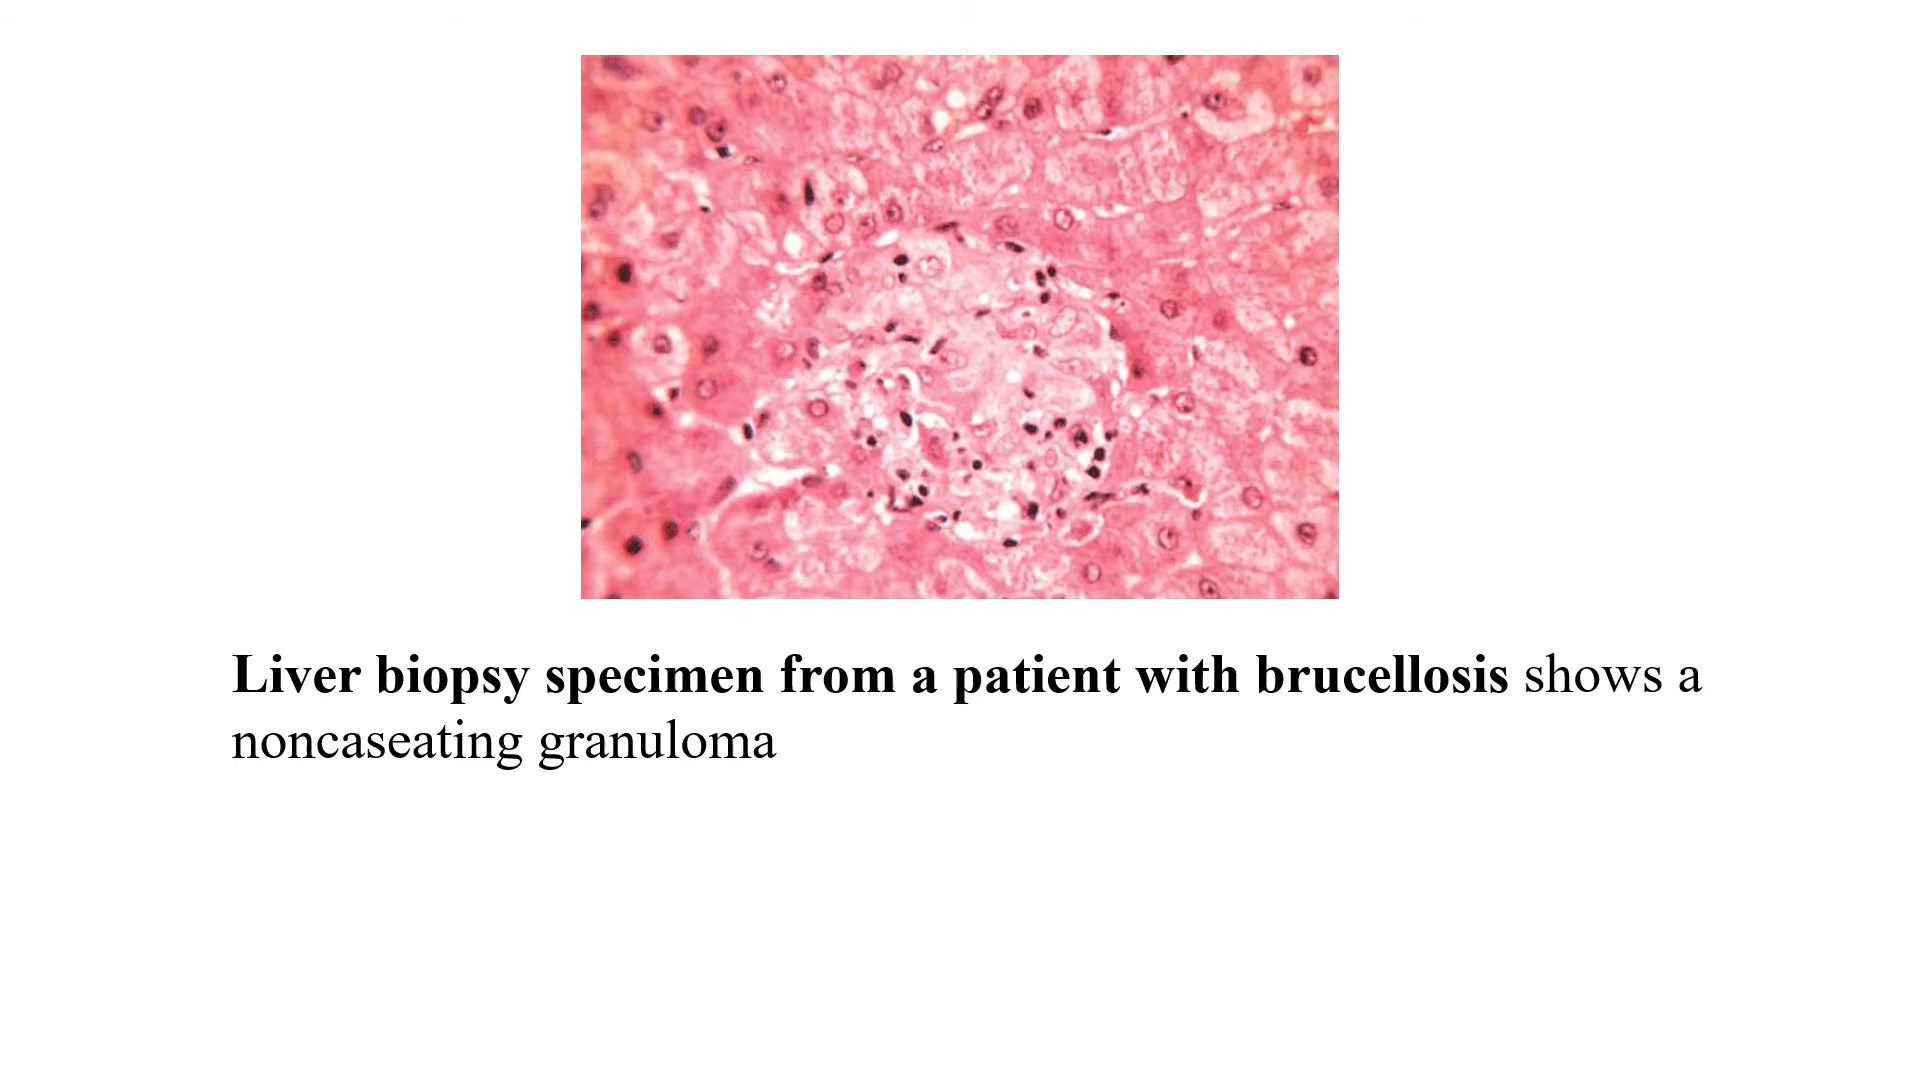 Liver biopsy specimen from a patient with brucellosis shows a
noncaseating granuloma